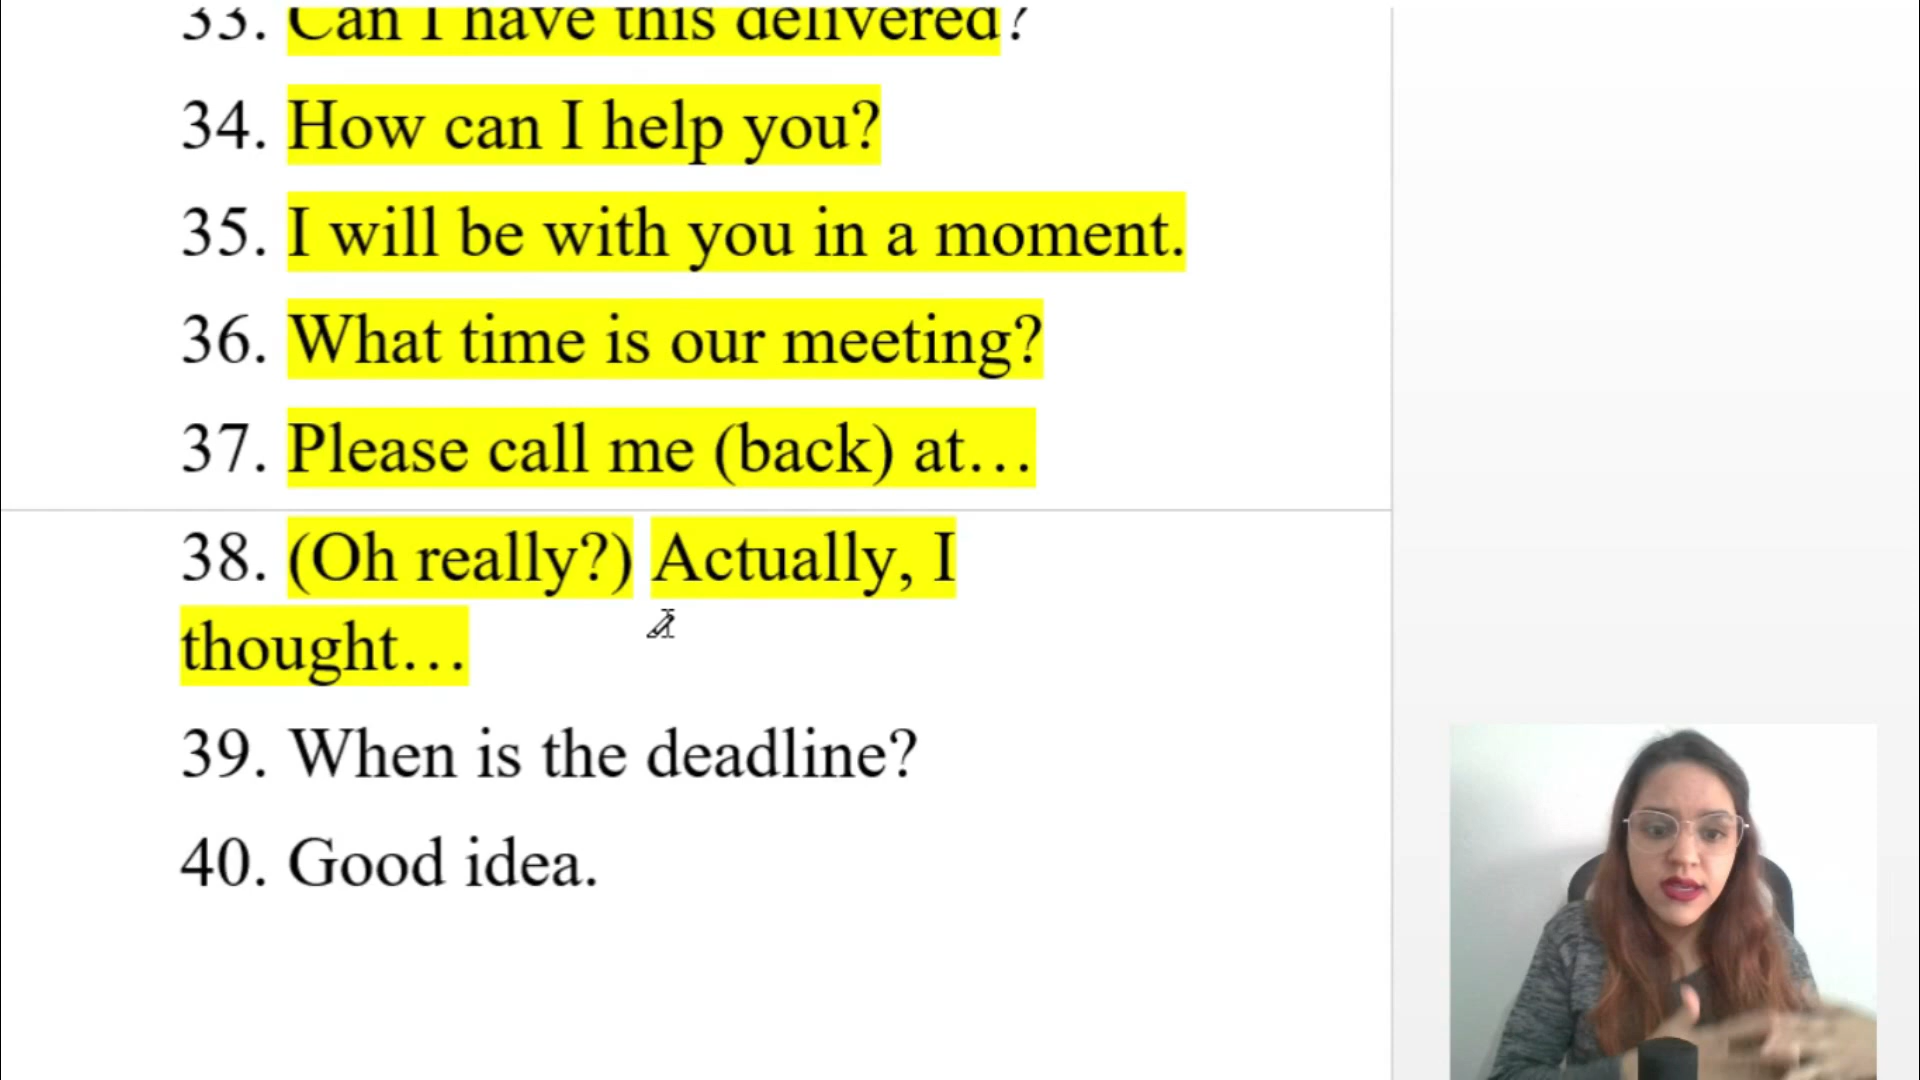 33. Can I have this delivered?
34. How can I help you?
35. I will be with you in a moment.
36. What time is our meeting?
37. Please call me (back) at…
38. (Oh really?) Actually, I
thought…
39. When is the deadline?
40. Good idea.